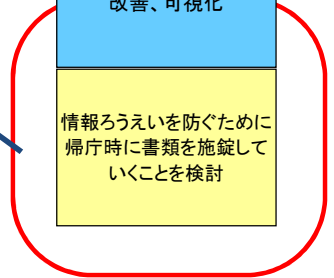 改善、可視化
情報ろうえいを防ぐために
帰庁時に書類を施錠して
いくことを検討